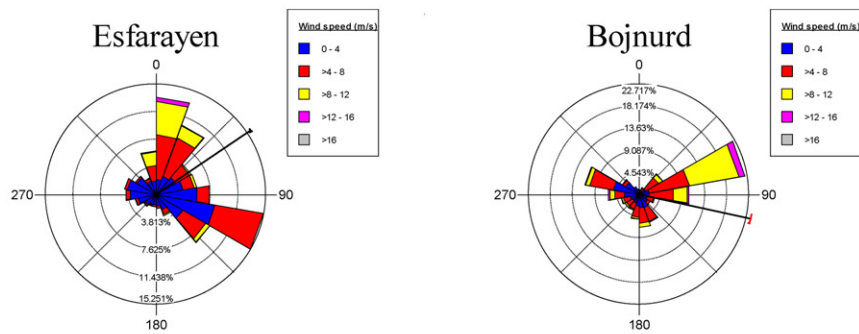 Esfarayen
Wind speed (m/s)
0 - 4
>4 - 8
>8 - 12
>12 - 16
>16
0
270
90
3.813%
7.625%
11.438%
15.251%
180
Bojnurd
Wind speed (m/s)
0 - 4
>4 - 8
>8 - 12
>12 - 16
>16
0
22.717%
18.174%
13.63%
9.087%
4.543%
270
90
180